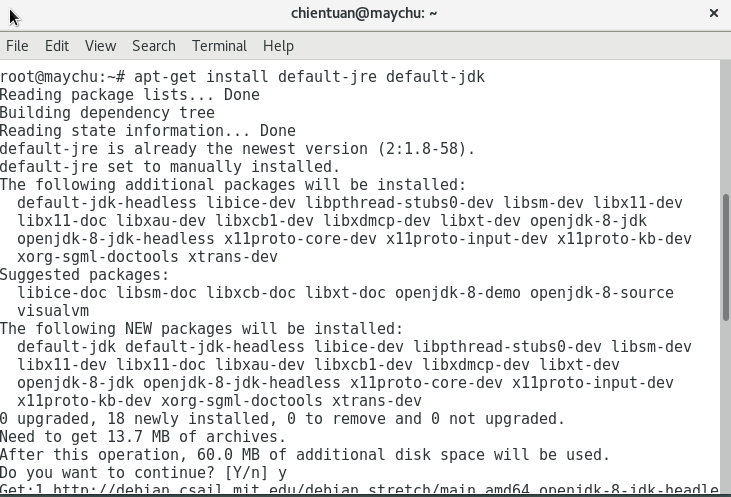 chientuan@maychu: ~
File Edit View Search Terminal Help
root@maychu:~# apt-get install default-jre default-jdk
Reading package lists... Done
Building dependency tree
Reading state information... Done
default-jre is already the newest version (2:1.8-58).
default-jre set to manually installed.
The following additional packages will be installed:
  default-jdk-headless libice-dev libpthread-stubs0-dev libsm-dev libx11-dev
  libx11-doc libxau-dev libxcb1-dev libxdmcp-dev libxt-dev openjdk-8-jdk
  openjdk-8-jdk-headless x11proto-core-dev x11proto-input-dev x11proto-kb-dev
  xorg-sgml-doctools xtrans-dev
Suggested packages:
  libice-doc libsm-doc libxcb-doc libxt-doc openjdk-8-demo openjdk-8-source
  visualvm
The following NEW packages will be installed:
  default-jdk default-jdk-headless libice-dev libpthread-stubs0-dev libsm-dev
  libx11-dev libx11-doc libxau-dev libxcb1-dev libxdmcp-dev libxt-dev
  openjdk-8-jdk openjdk-8-jdk-headless x11proto-core-dev x11proto-input-dev
  x11proto-kb-dev xorg-sgml-doctools xtrans-dev
0 upgraded, 18 newly installed, 0 to remove and 0 not upgraded.
Need to get 13.7 MB of archives.
After this operation, 60.0 MB of additional disk space will be used.
Do you want to continue? [Y/n] y
Get:1 http://debian.csail.mit.edu/debian stretch/main amd64 openjdk-8-jdk-headle